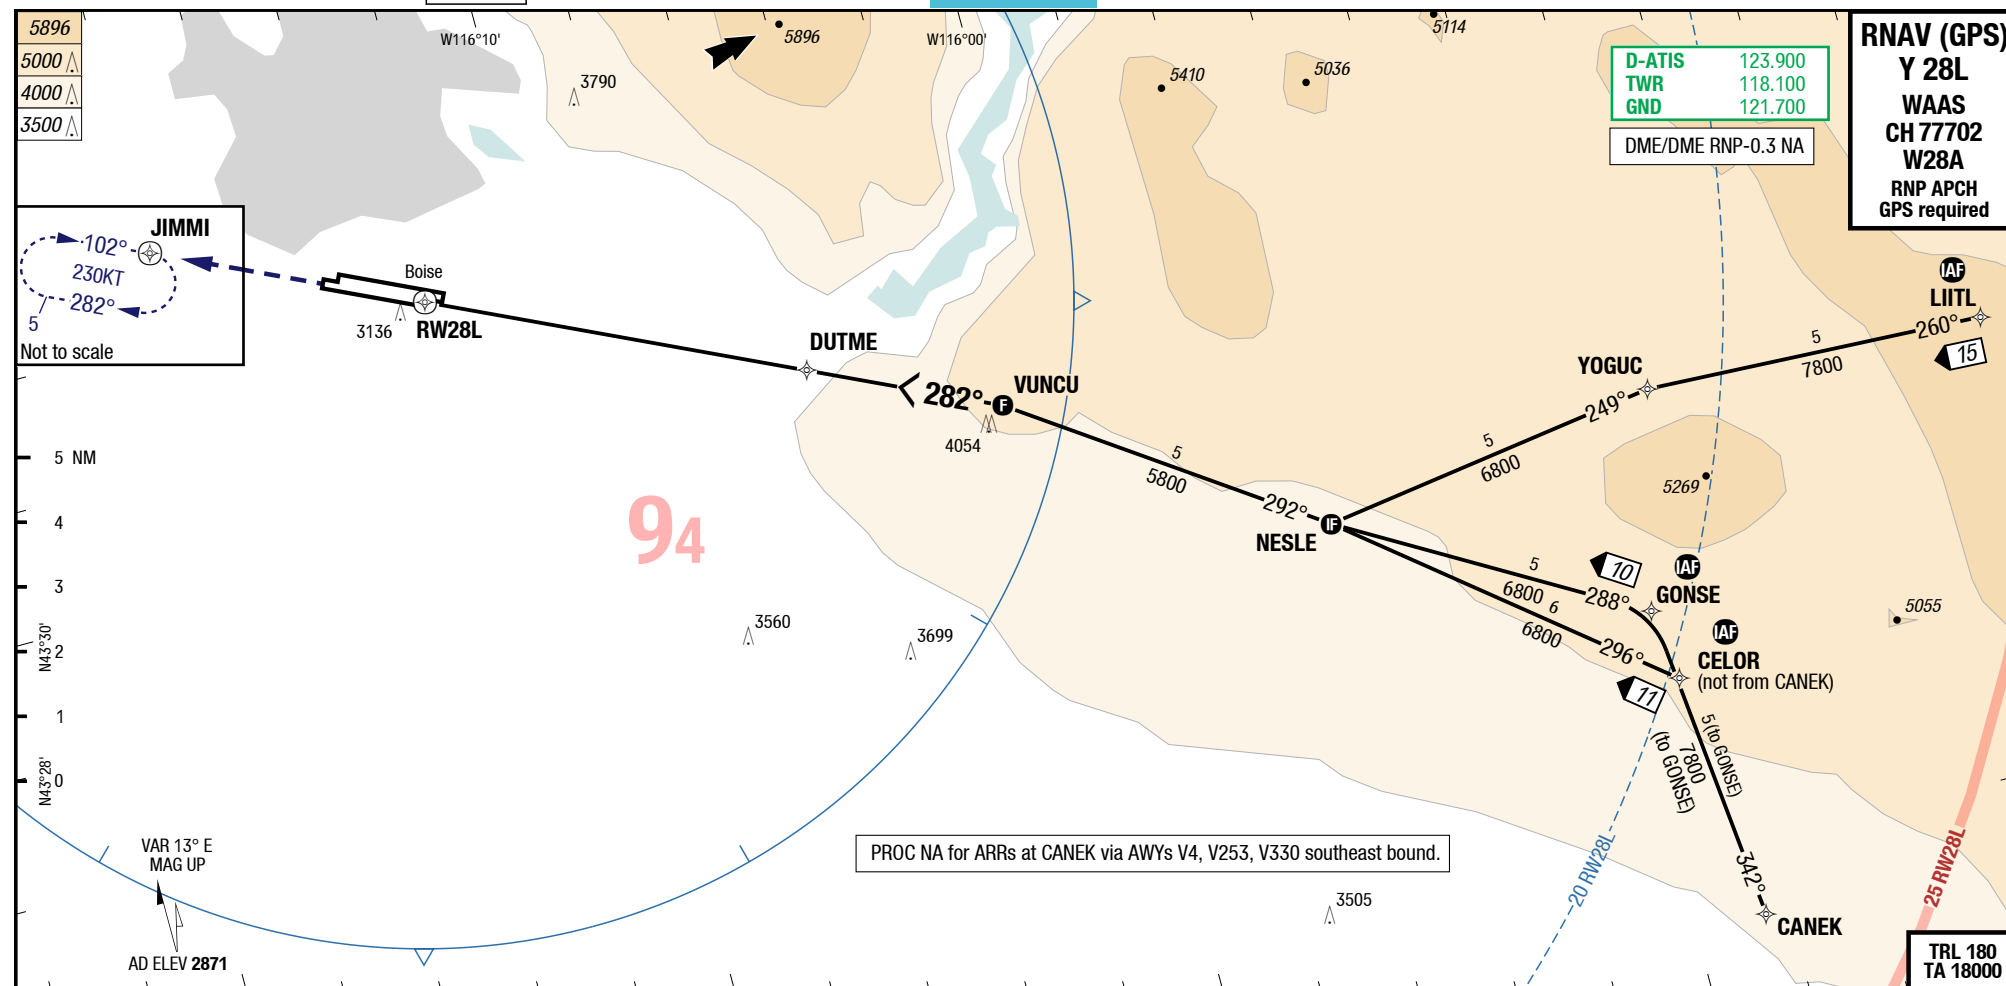 5896
5000
4000
3500
W116°10'
W116°00'
5896
3790
5410
5036
5114
D-ATIS 123.900
TWR 118.100
GND 121.700
DME/DME RNP-0.3 NA
RNAV (GPS)
Y 28L
WAAS
CH 77702
W28A
RNP APCH
GPS required
JIMMI
102°
230KT
282°
5
Not to scale
Boise
3136
RW28L
DUTME
282°
F
VUNCU
4054
5
5800
292°
IF
NESLE
5
6800
249°
YOGUC
5
7800
260°
IAF
LIITL
15
5269
5
6800
288°
10
IAF
GONSE
6
6800
296°
11
IAF
CELOR
(not from CANEK)
5055
5 (to GONSE)
7800
(to GONSE)
342°
CANEK
5 NM
4
3
2
1
0
N43°30'
N43°28'
94
3560
3699
3505
VAR 13° E
MAG UP
AD ELEV 2871
PROC NA for ARRs at CANEK via AWYs V4, V253, V330 southeast bound.
20 RW28L
25 RW28L
TRL 180
TA 18000